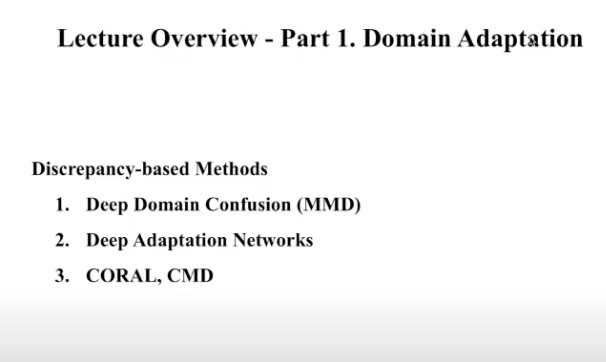 Lecture Overview - Part 1. Domain Adaptation
Discrepancy-based Methods
1. Deep Domain Confusion (MMD)
2. Deep Adaptation Networks
3. CORAL, CMD